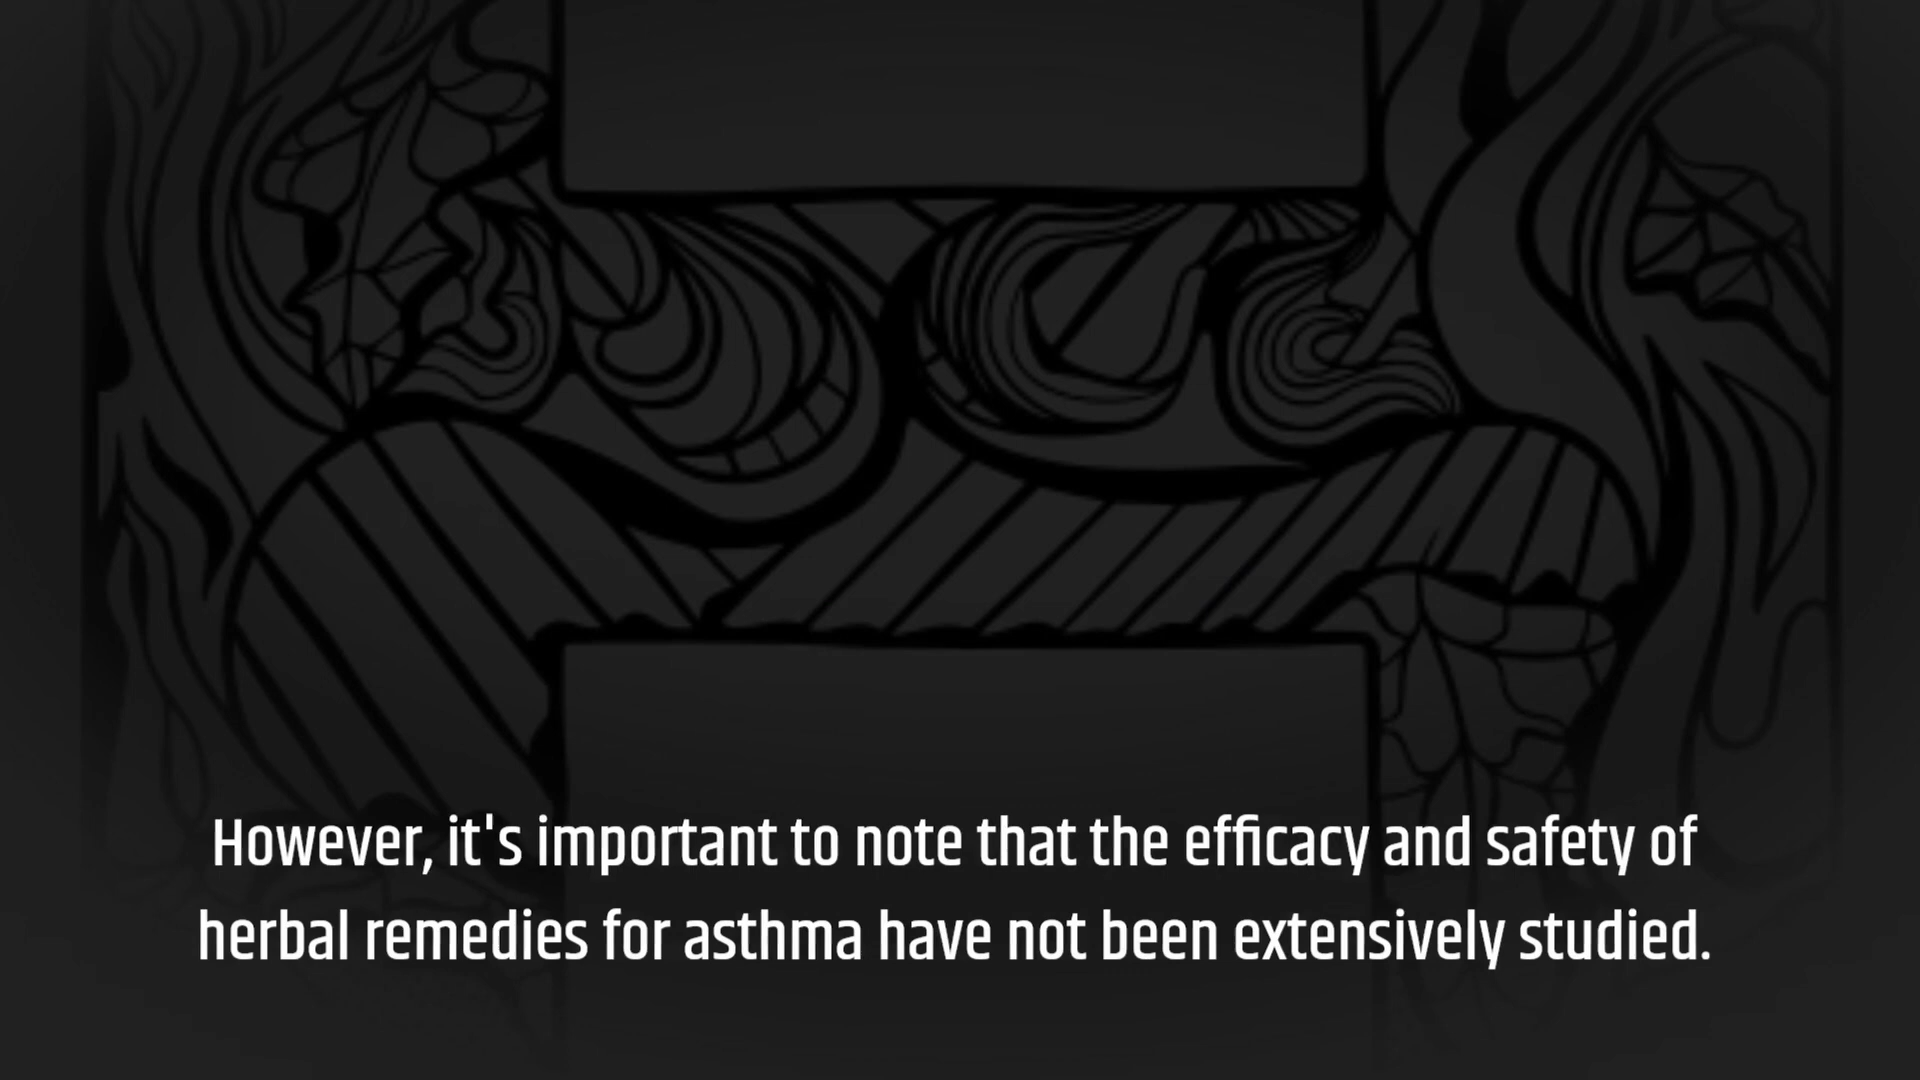 However, it's important to note that the efficacy and safety of
herbal remedies for asthma have not been extensively studied.